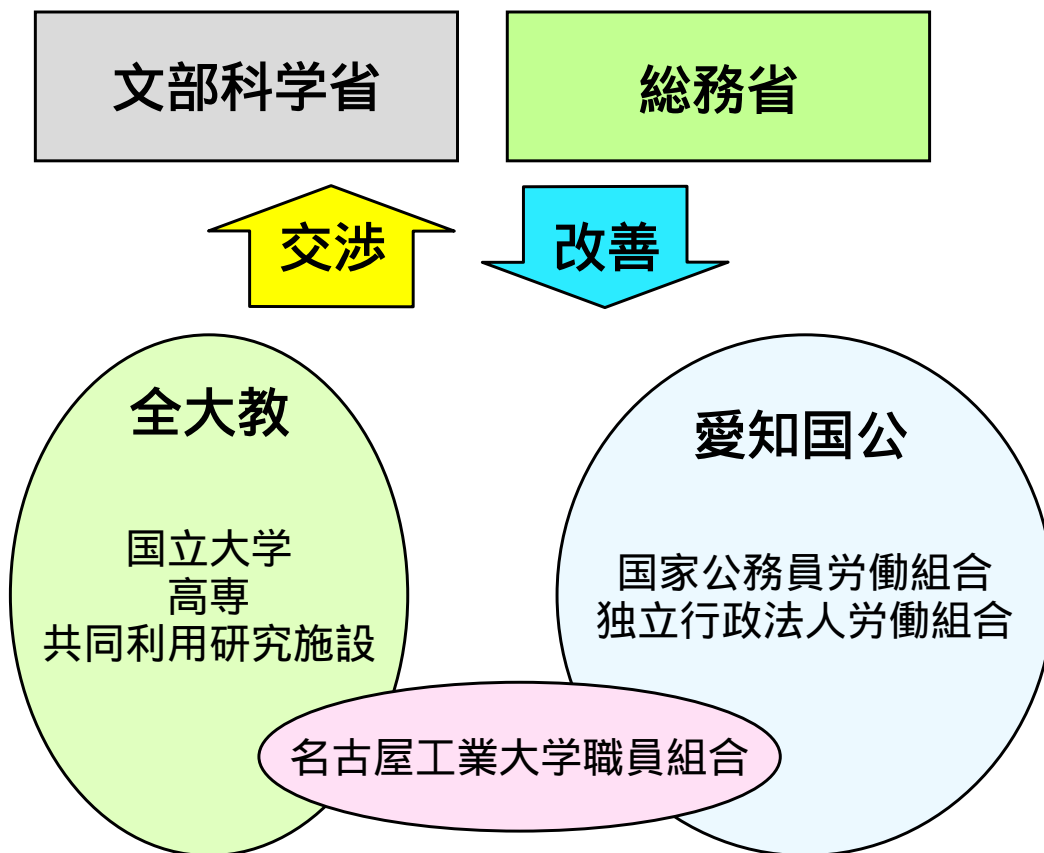 文部科学省
総務省
交渉
改善
全大教
国立大学
高専
共同利用研究施設
愛知国公
国家公務員労働組合
独立行政法人労働組合
名古屋工業大学職員組合